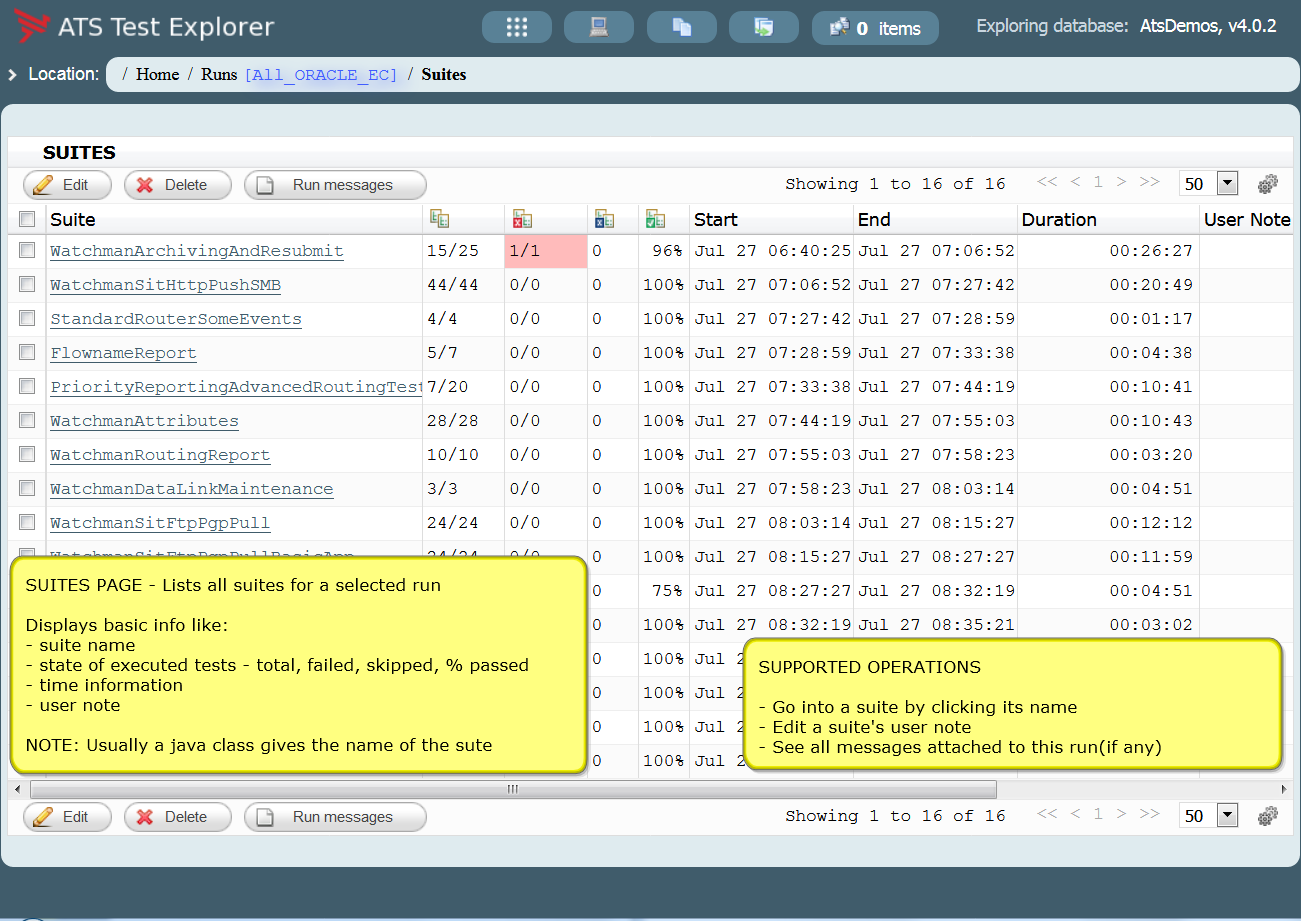 ATS Test Explorer
0 items
Exploring database: AtsDemos, v4.0.2
Location: / Home / Runs [All_ORACLE_EC] / Suites
SUITES
Edit Delete Run messages Showing 1 to 16 of 16 << < 1 > >> 50
Suite Start End Duration User Note
WatchmanArchivingAndResubmit 15/25 1/1 0 96% Jul 27 06:40:25 Jul 27 07:06:52 00:26:27
WatchmanSitHttpPushSMB 44/44 0/0 0 100% Jul 27 07:06:52 Jul 27 07:27:42 00:20:49
StandardRouterSomeEvents 4/4 0/0 0 100% Jul 27 07:27:42 Jul 27 07:28:59 00:01:17
FlownameReport 5/7 0/0 0 100% Jul 27 07:28:59 Jul 27 07:33:38 00:04:38
PriorityReportingAdvancedRoutingTest 7/20 0/0 0 100% Jul 27 07:33:38 Jul 27 07:44:19 00:10:41
WatchmanAttributes 28/28 0/0 0 100% Jul 27 07:44:19 Jul 27 07:55:03 00:10:43
WatchmanRoutingReport 10/10 0/0 0 100% Jul 27 07:55:03 Jul 27 07:58:23 00:03:20
WatchmanDataLinkMaintenance 3/3 0/0 0 100% Jul 27 07:58:23 Jul 27 08:03:14 00:04:51
WatchmanSitFtpPgpPull 24/24 0/0 0 100% Jul 27 08:03:14 Jul 27 08:15:27 00:12:12
WatchmanSitFtpPgpPullBasicApp 24/24 0/0 0 100% Jul 27 08:15:27 Jul 27 08:27:27 00:11:59
0 75% Jul 27 08:27:27 Jul 27 08:32:19 00:04:51
0 100% Jul 27 08:32:19 Jul 27 08:35:21 00:03:02
0 100% Jul 2
0 100% Jul 2
0 100% Jul 2
0 100% Jul 2
SUITES PAGE - Lists all suites for a selected run
Displays basic info like:
- suite name
- state of executed tests - total, failed, skipped, % passed
- time information
- user note
NOTE: Usually a java class gives the name of the sute
SUPPORTED OPERATIONS
- Go into a suite by clicking its name
- Edit a suite's user note
- See all messages attached to this run(if any)
Edit Delete Run messages Showing 1 to 16 of 16 << < 1 > >> 50